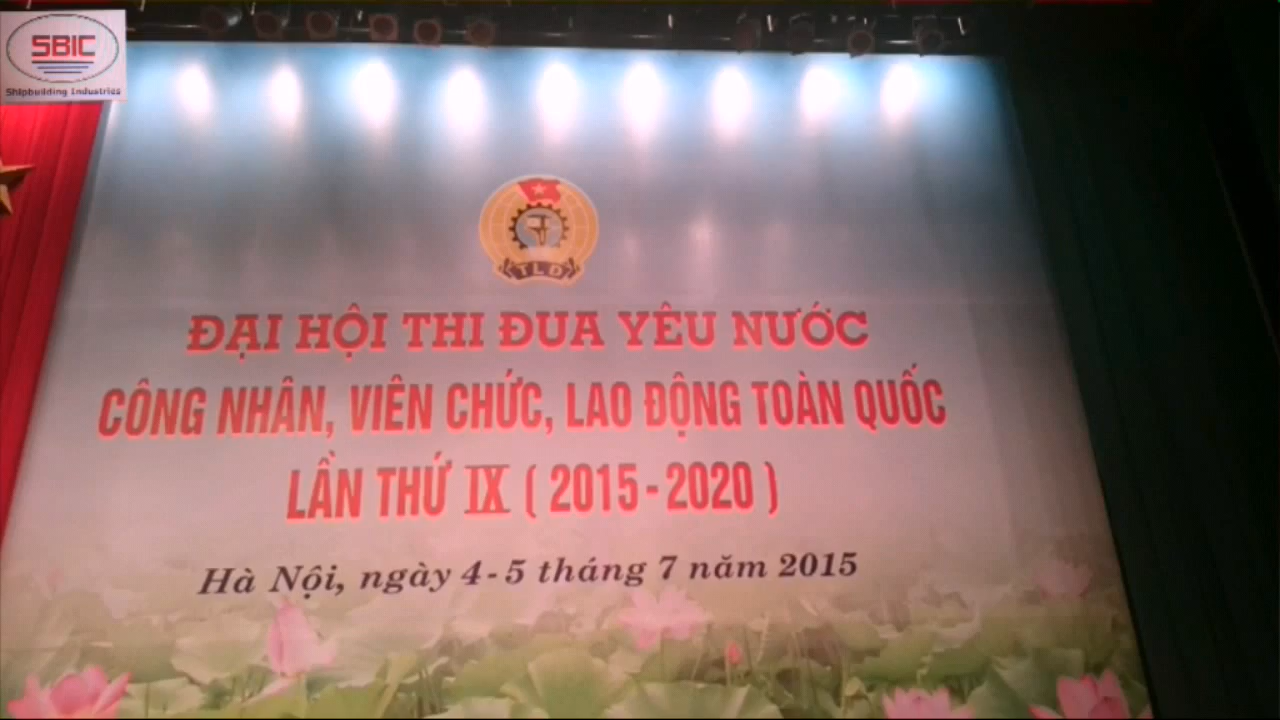 SBIC
Shipbuilding Industries
TLĐ
ĐẠI HỘI THI ĐUA YÊU NƯỚC
CÔNG NHÂN, VIÊN CHỨC, LAO ĐỘNG TOÀN QUỐC
LẦN THỨ IX ( 2015-2020 )
Hà Nội, ngày 4-5 tháng 7 năm 2015